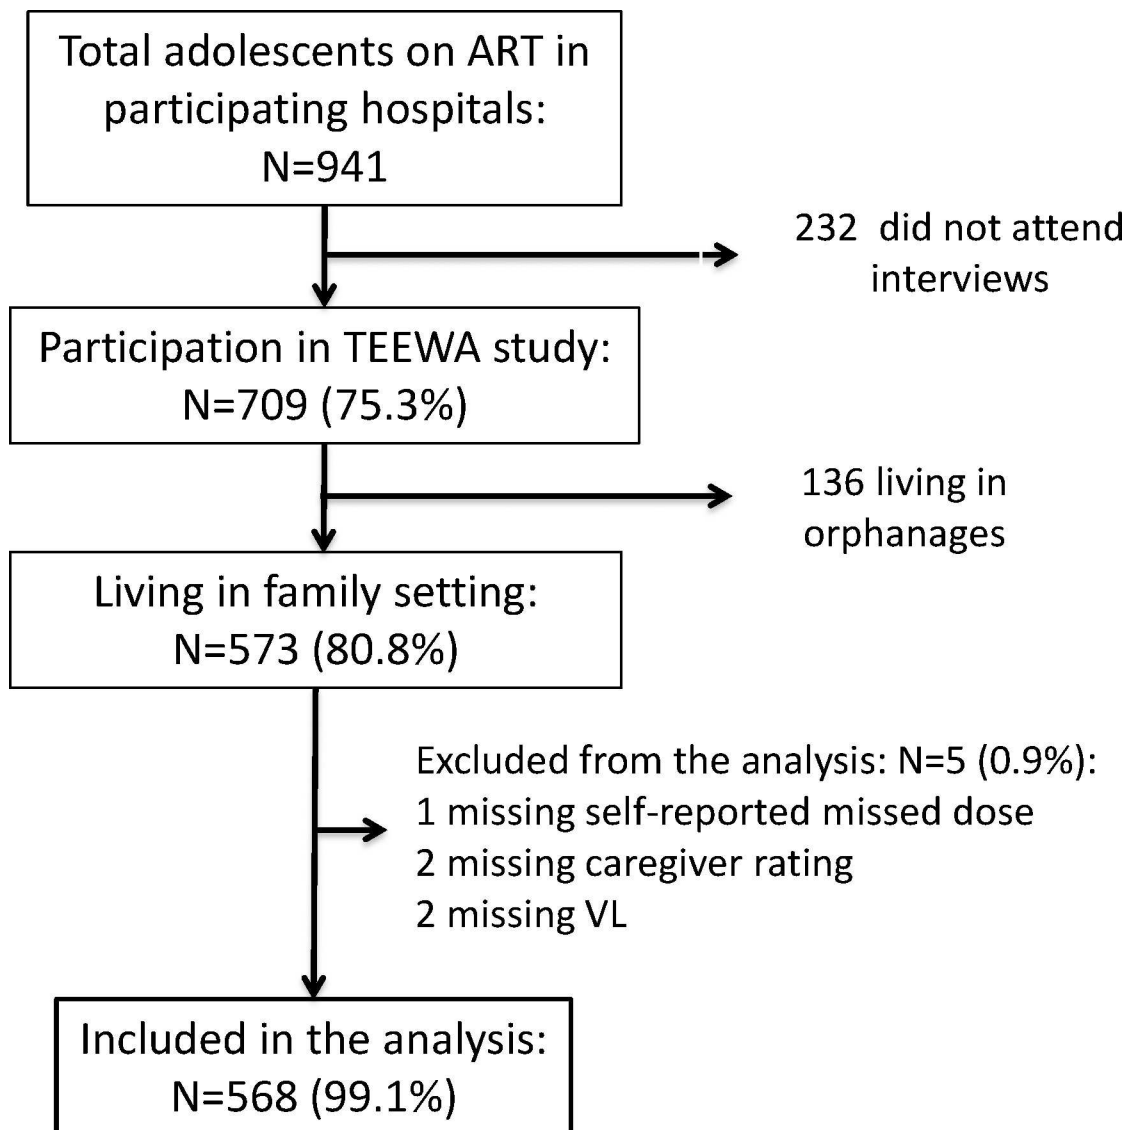 Total adolescents on ART in
participating hospitals:
N=941
232 did not attend
interviews
Participation in TEEWA study:
N=709 (75.3%)
136 living in
orphanages
Living in family setting:
N=573 (80.8%)
Excluded from the analysis: N=5 (0.9%):
1 missing self-reported missed dose
2 missing caregiver rating
2 missing VL
Included in the analysis:
N=568 (99.1%)